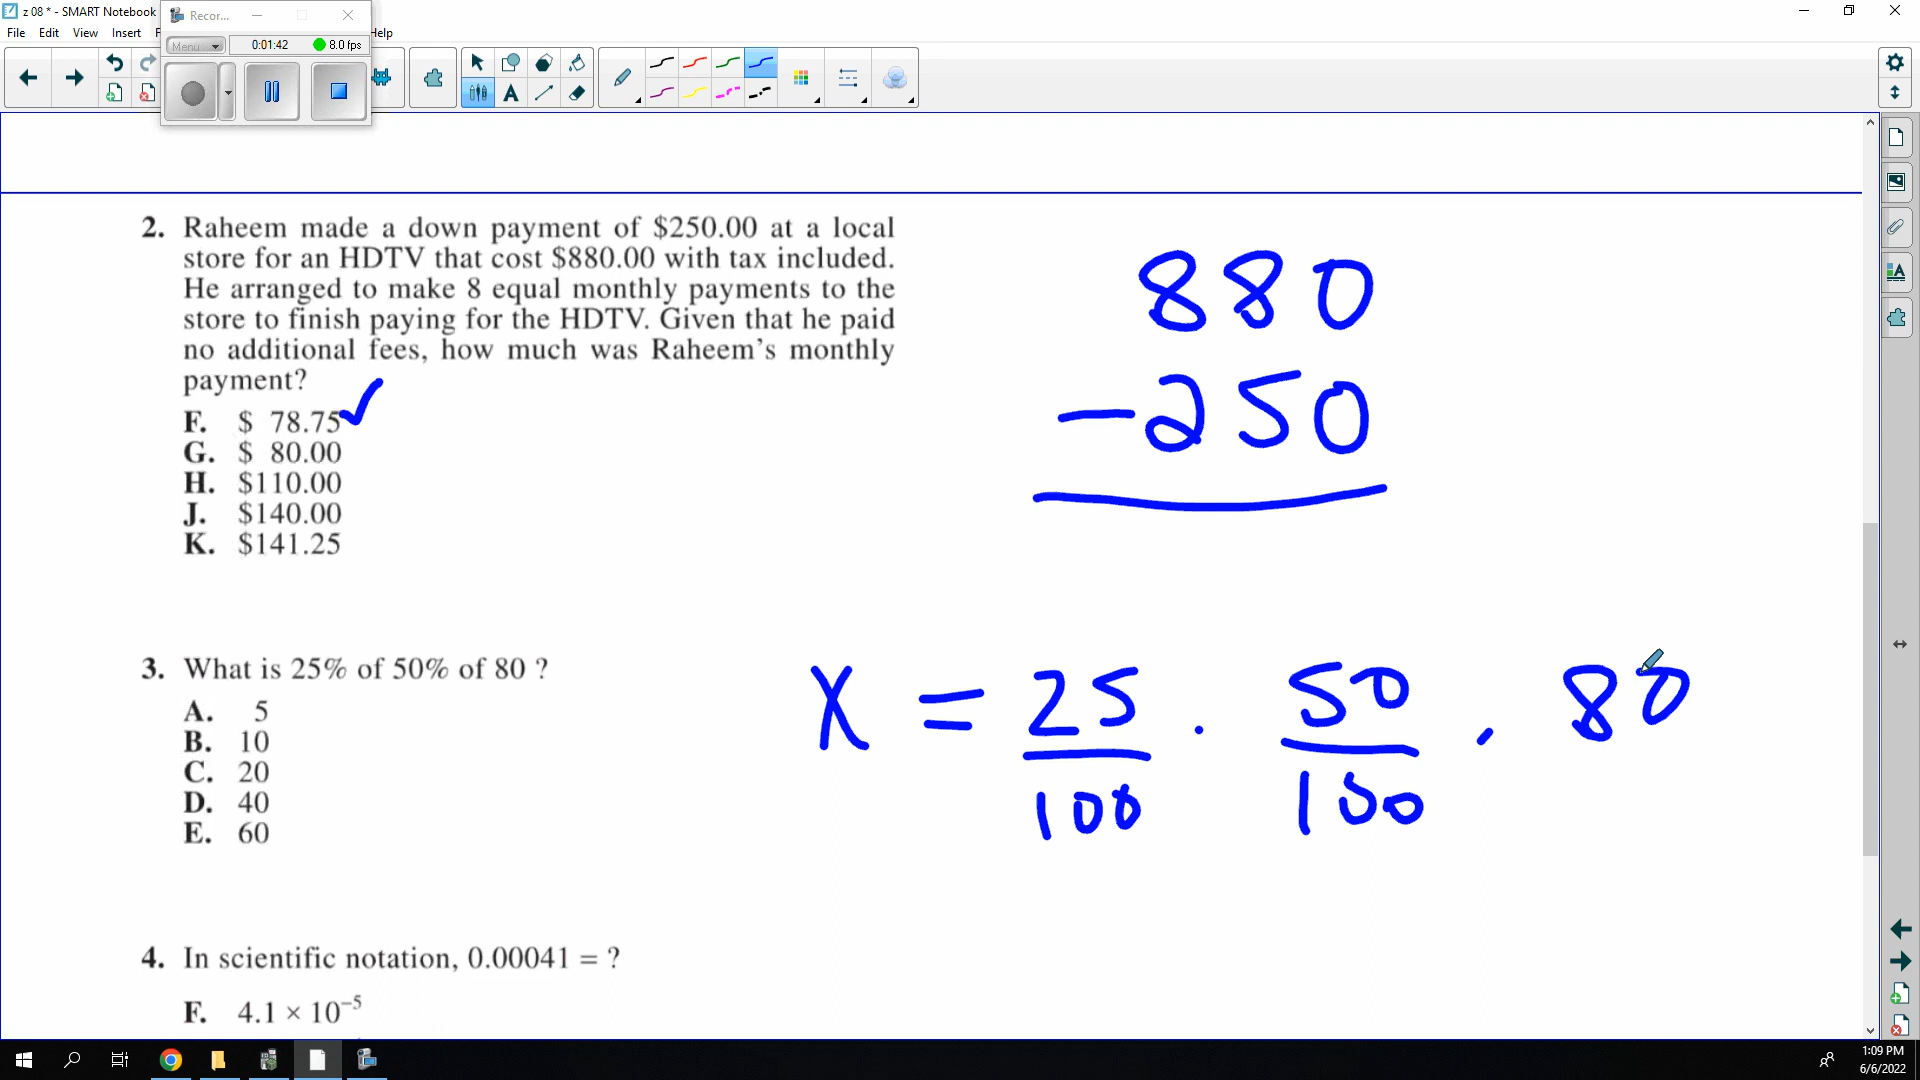 z 08 * - SMART Notebook
Recor...
File Edit View Insert F
Help
Menu
0:01:42
8.0 fps
2. Raheem made a down payment of $250.00 at a local
store for an HDTV that cost $880.00 with tax included.
He arranged to make 8 equal monthly payments to the
store to finish paying for the HDTV. Given that he paid
no additional fees, how much was Raheem's monthly
payment?
F. $ 78.75
G. $ 80.00
H. $110.00
J. $140.00
K. $141.25
880
-250
3. What is 25% of 50% of 80 ?
A. 5
B. 10
C. 20
D. 40
E. 60
X = 25/100 . 50/100 . 80
4. In scientific notation, 0.00041 = ?
F. 4.1 × 10⁻⁵
1:09 PM
6/6/2022